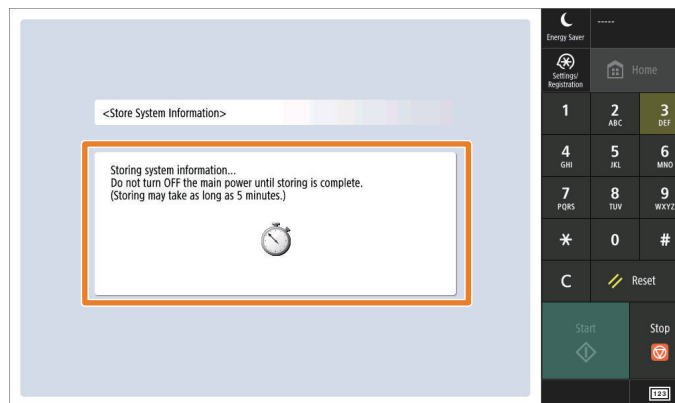 <Store System Information>
Storing system information...
Do not turn OFF the main power until storing is complete.
(Storing may take as long as 5 minutes.)
Energy Saver
-----
Settings/
Registration
Home
1
2
ABC
3
DEF
4
GHI
5
JKL
6
MNO
7
PQRS
8
TUV
9
WXYZ
*
0
#
C
Reset
Start
Stop
123